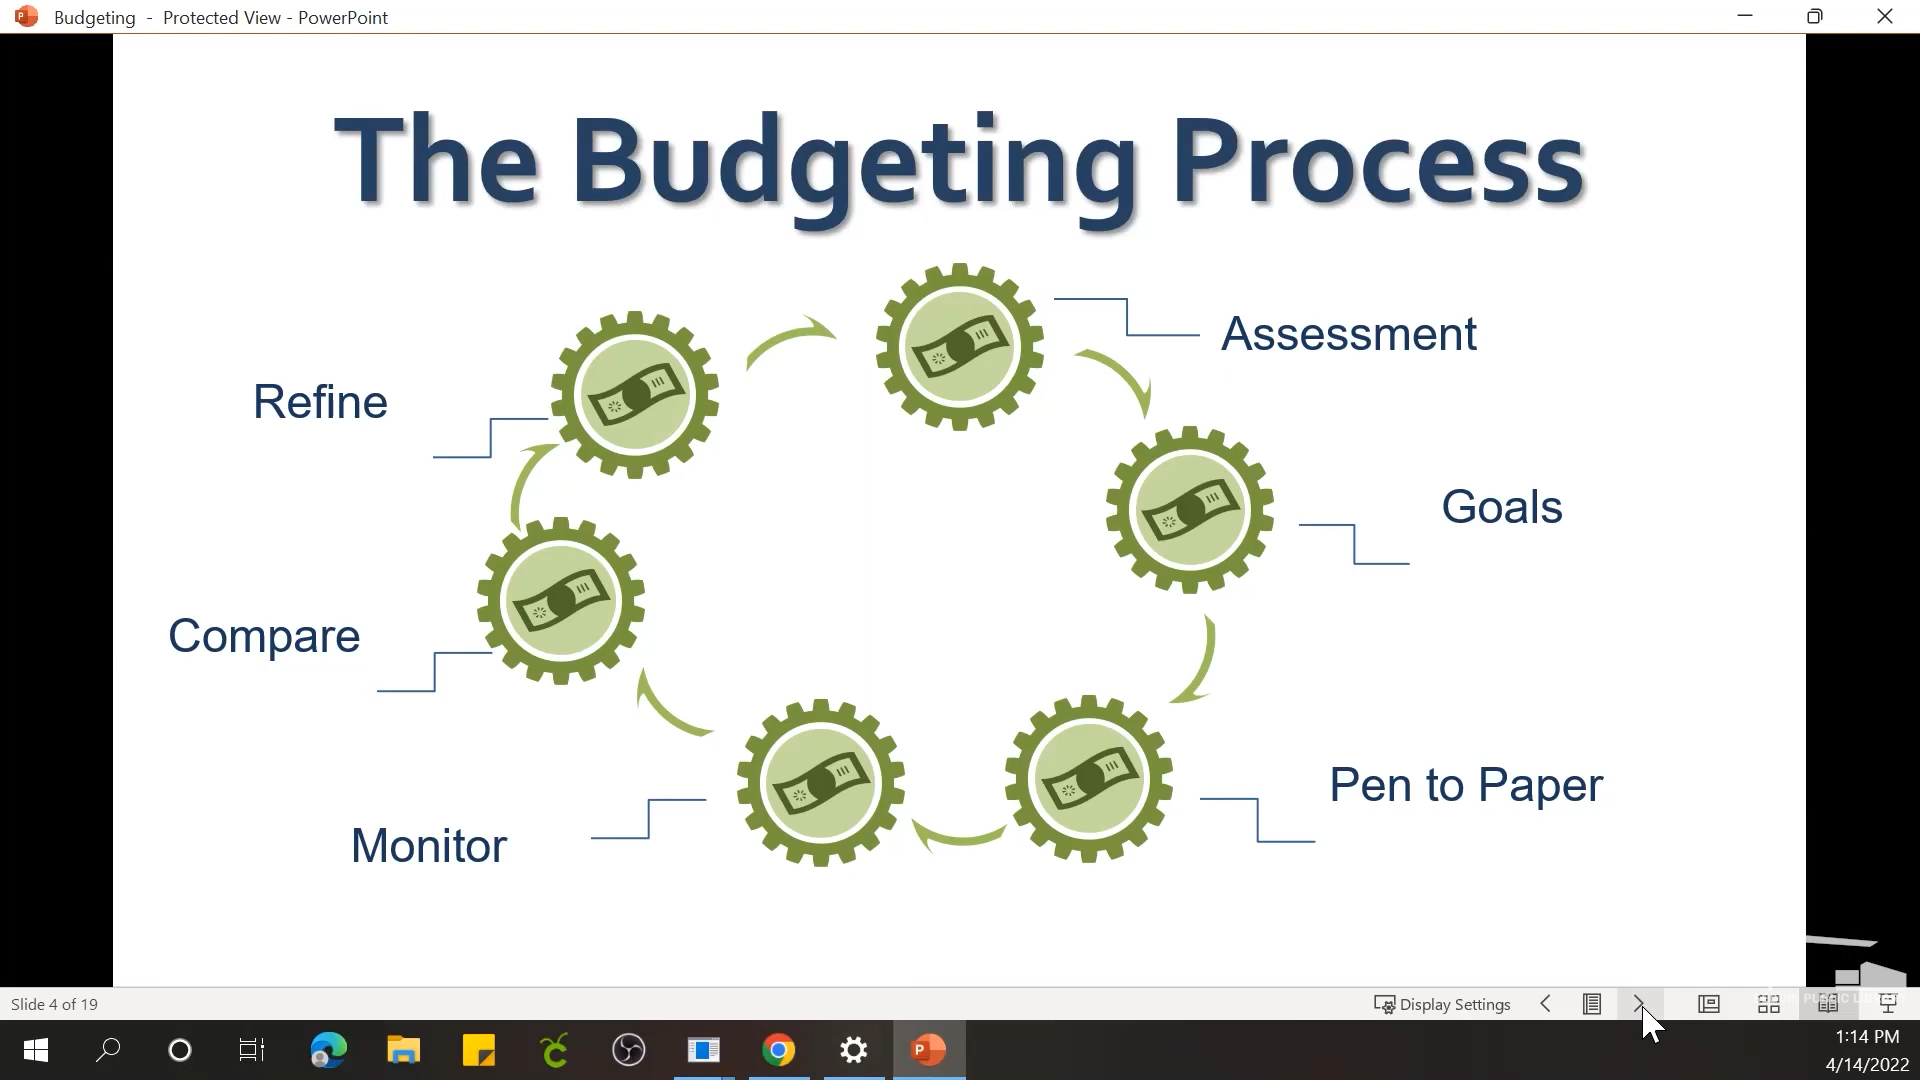 Budgeting - Protected View - PowerPoint
The Budgeting Process
Assessment
Refine
Goals
Compare
Pen to Paper
Monitor
Slide 4 of 19
Display Settings
1:14 PM
4/14/2022